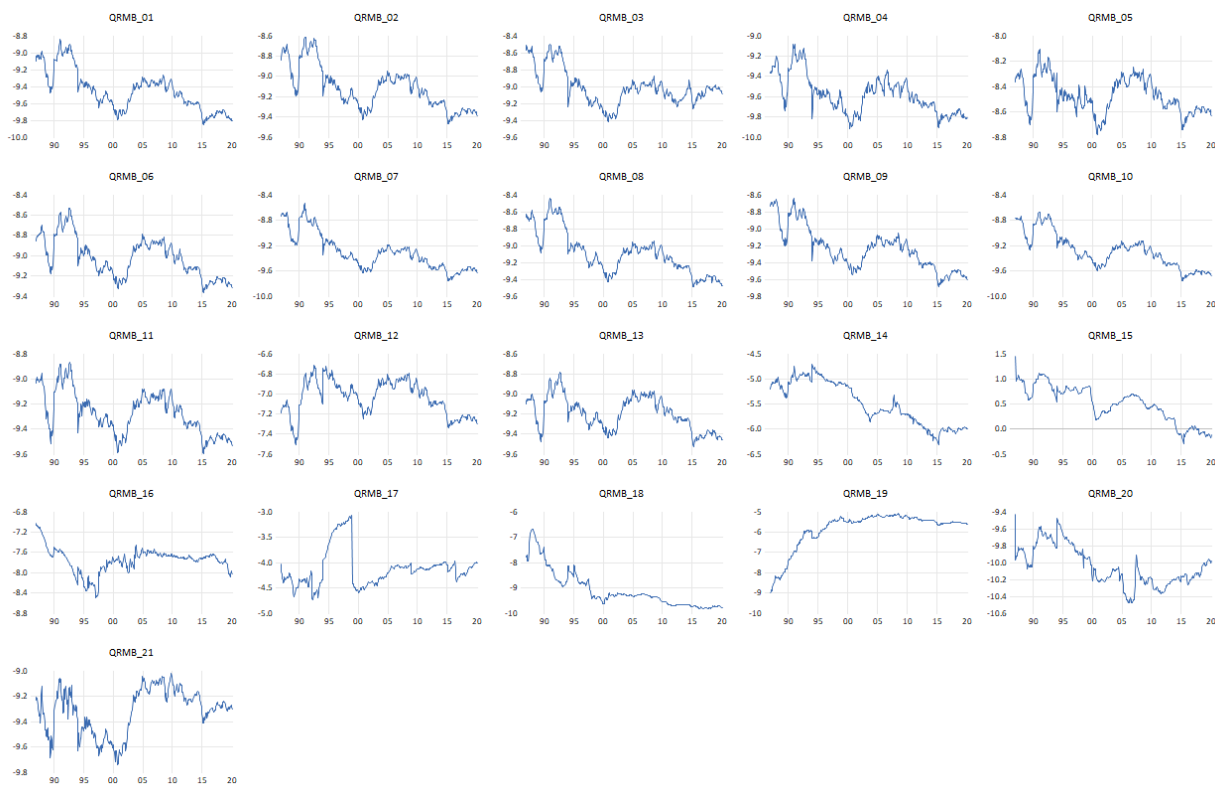 QRMB_01 QRMB_02 QRMB_03 QRMB_04 QRMB_05
-8.8 -8.6 -8.4 -9.0 -8.0
-9.0 -8.8 -8.6 -9.2 -8.2
-9.2 -8.8 -9.4
-9.0 -8.4
-9.4 -9.0
-9.2 -9.6
-9.6 -9.2 -8.6
-9.8 -9.4 -9.4 -9.8
-10.0 -9.6 -9.6 -10.0 -8.8
90 95 00 05 10 15 20 90 95 00 05 10 15 20 90 95 00 05 10 15 20 90 95 00 05 10 15 20 90 95 00 05 10 15 20
QRMB_06 QRMB_07 QRMB_08 QRMB_09 QRMB_10
-8.4 -8.4 -8.4 -8.6 -8.4
-8.6 -8.6 -8.8
-8.8 -8.8 -8.8 -9.0 -8.8
-9.0 -9.2
-9.0 -9.2 -9.2
-9.2 -9.4
-9.2 -9.6 -9.4 -9.6 -9.6
-9.4 -10.0 -9.6 -9.8 -10.0
90 95 00 05 10 15 20 90 95 00 05 10 15 20 90 95 00 05 10 15 20 90 95 00 05 10 15 20 90 95 00 05 10 15 20
QRMB_11 QRMB_12 QRMB_13 QRMB_14 QRMB_15
-8.8 -6.6 -8.6 -4.5 1.5
-9.0 -6.8 -8.8 -5.0 1.0
-7.0 -9.0
-9.2 -5.5 0.5
-7.2 -9.2
-9.4 -7.4 -9.4 -6.0 0.0
-9.6 -7.6 -9.6 -6.5 -0.5
90 95 00 05 10 15 20 90 95 00 05 10 15 20 90 95 00 05 10 15 20 90 95 00 05 10 15 20 90 95 00 05 10 15 20
QRMB_16 QRMB_17 QRMB_18 QRMB_19 QRMB_20
-6.8 -3.0 -6 -5 -9.4
-7.2 -3.5 -7 -6 -9.6
-7.6 -7 -9.8
-4.0 -8 -10.0
-8.0 -8 -10.2
-4.5 -9
-8.4 -9 -10.4
-8.8 -5.0 -10 -10 -10.6
90 95 00 05 10 15 20 90 95 00 05 10 15 20 90 95 00 05 10 15 20 90 95 00 05 10 15 20 90 95 00 05 10 15 20
QRMB_21
-9.0
-9.2
-9.4
-9.6
-9.8
90 95 00 05 10 15 20